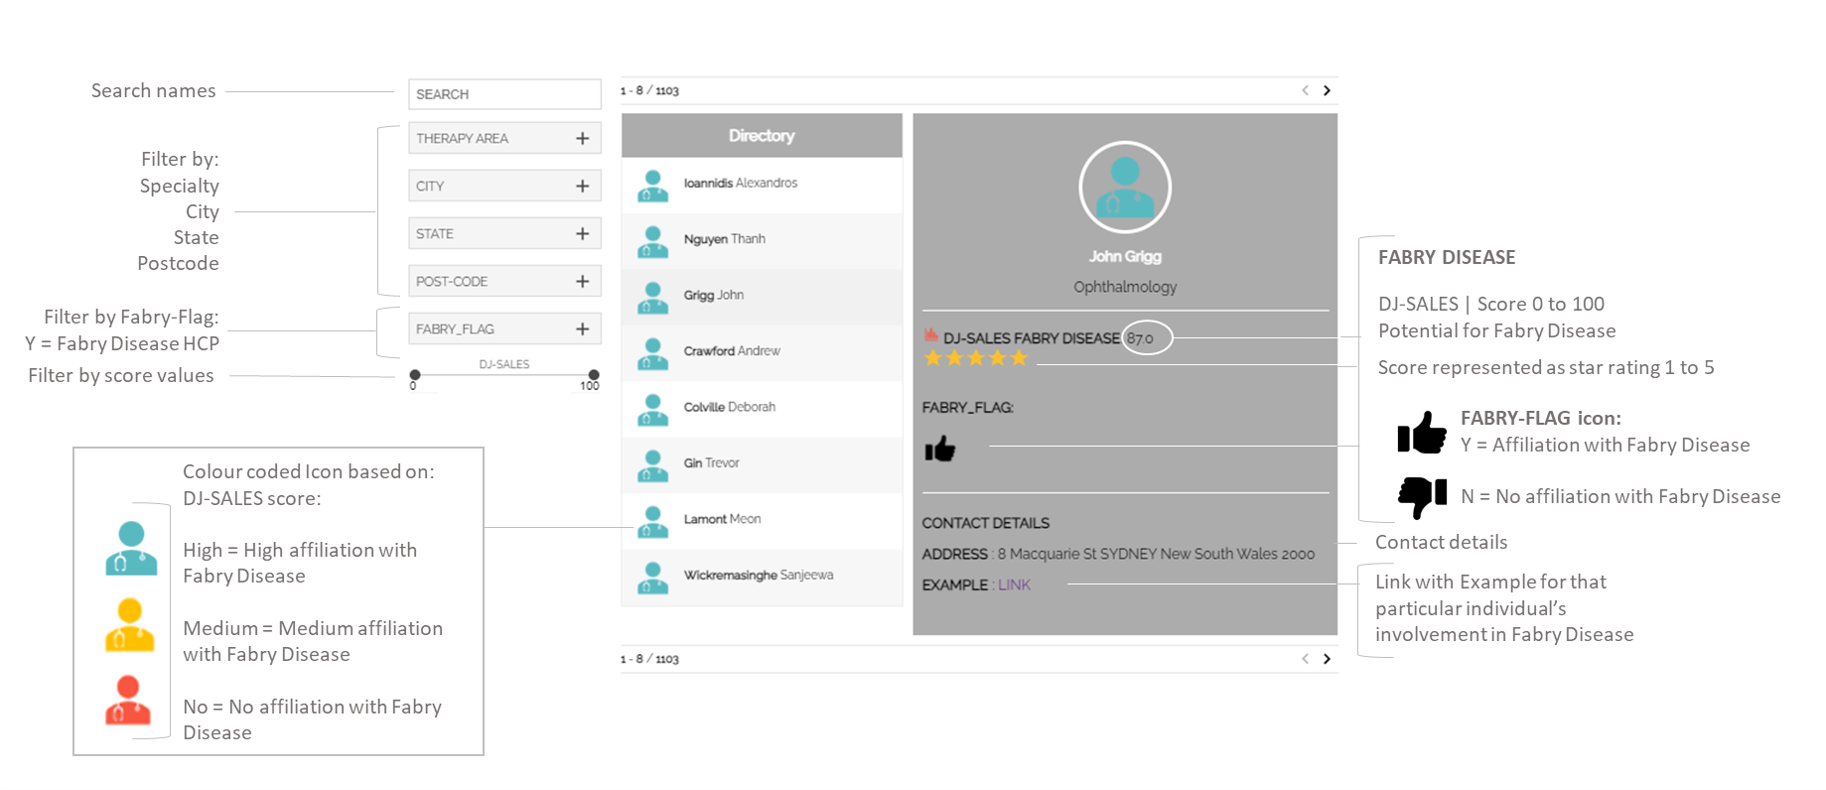 Search names
Filter by:
Specialty
City
State
Postcode
Filter by Fabry-Flag:
Y = Fabry Disease HCP
Filter by score values
SEARCH
THERAPY AREA +
CITY +
STATE +
POST-CODE +
FABRY_FLAG +
DJ-SALES
0 100
Colour coded Icon based on:
DJ-SALES score:
High = High affiliation with
Fabry Disease
Medium = Medium affiliation
with Fabry Disease
No = No affiliation with Fabry
Disease
1 - 8 / 1103 < >
Directory
Ioannidis Alexandros
Nguyen Thanh
Grigg John
Crawford Andrew
Colville Deborah
Gin Trevor
Lamont Meon
Wickremasinghe Sanjeewa
John Grigg
Ophthalmology
DJ-SALES FABRY DISEASE 87.0
FABRY_FLAG:
CONTACT DETAILS
ADDRESS : 8 Macquarie St SYDNEY New South Wales 2000
EXAMPLE : LINK
1 - 8 / 1103 < >
FABRY DISEASE
DJ-SALES | Score 0 to 100
Potential for Fabry Disease
Score represented as star rating 1 to 5
FABRY-FLAG icon:
Y = Affiliation with Fabry Disease
N = No affiliation with Fabry Disease
Contact details
Link with Example for that
particular individual's
involvement in Fabry Disease